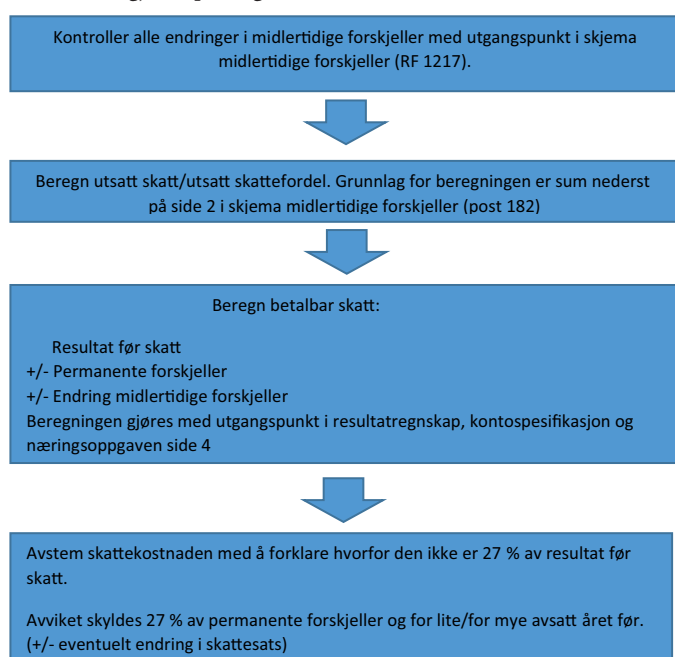 Kontroller alle endringer i midlertidige forskjeller med utgangspunkt i skjema
midlertidige forskjeller (RF 1217).
Beregn utsatt skatt/utsatt skattefordel. Grunnlag for beregningen er sum nederst
på side 2 i skjema midlertidige forskjeller (post 182)
Beregn betalbar skatt:
Resultat før skatt
+/- Permanente forskjeller
+/- Endring midlertidige forskjeller
Beregningen gjøres med utgangspunkt i resultatregnskap, kontospesifikasjon og
næringsoppgaven side 4
Avstem skattekostnaden med å forklare hvorfor den ikke er 27 % av resultat før
skatt.
Avviket skyldes 27 % av permanente forskjeller og for lite/for mye avsatt året før.
(+/- eventuelt endring i skattesats)